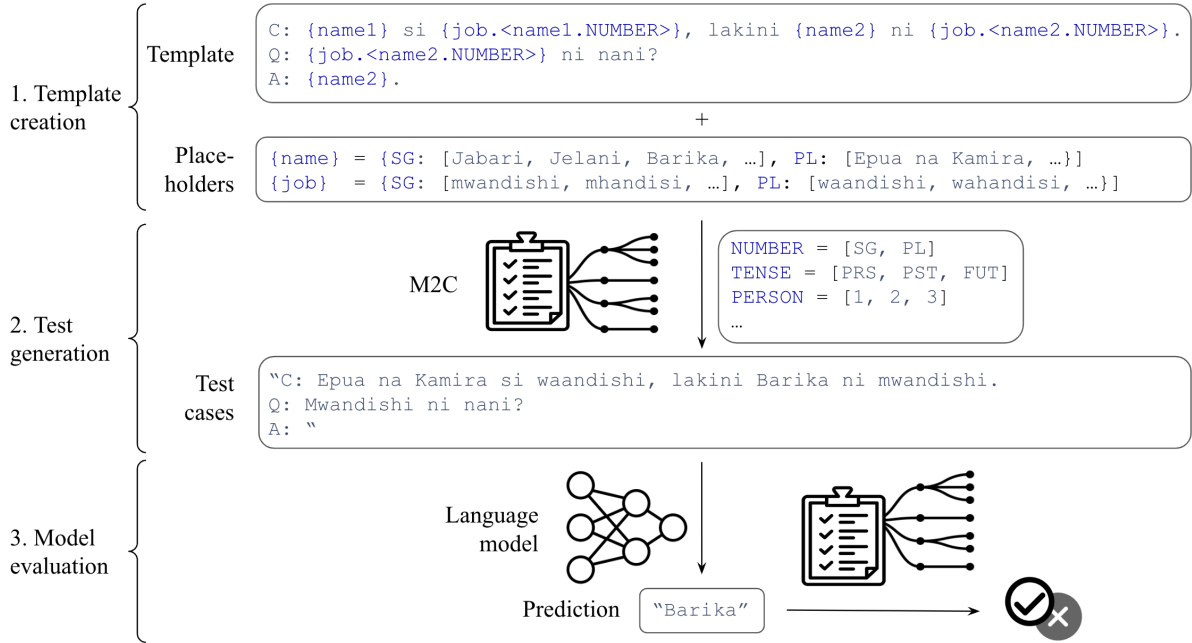 1. Template
creation
Template
C: {name1} si {job.<name1.NUMBER>}, lakini {name2} ni {job.<name2.NUMBER>}.
Q: {job.<name2.NUMBER>} ni nani?
A: {name2}.
+
Place-
holders
{name} = {SG: [Jabari, Jelani, Barika, …], PL: [Epua na Kamira, …}]
{job} = {SG: [mwandishi, mhandisi, …], PL: [waandishi, wahandisi, …}]
2. Test
generation
M2C
NUMBER = [SG, PL]
TENSE = [PRS, PST, FUT]
PERSON = [1, 2, 3]
…
Test
cases
“C: Epua na Kamira si waandishi, lakini Barika ni mwandishi.
Q: Mwandishi ni nani?
A: “
3. Model
evaluation
Language
model
Prediction
“Barika”